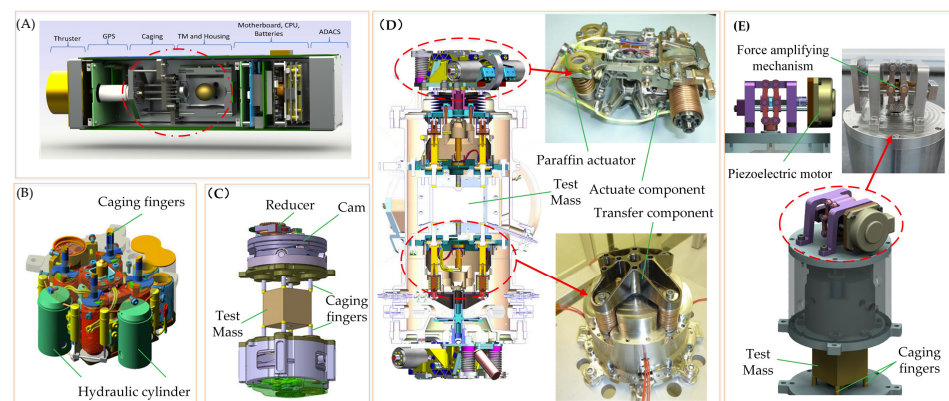 (A)
Motherboard, CPU,
Batteries
Thruster GPS Caging TM and Housing ADACS
(B)
Caging fingers
Hydraulic cylinder
(C)
Reducer
Cam
Caging
fingers
Test
Mass
(D)
Paraffin actuator
Actuate component
Test
Mass
Transfer component
(E)
Force amplifying
mechanism
Piezoelectric motor
Test
Mass
Caging
fingers